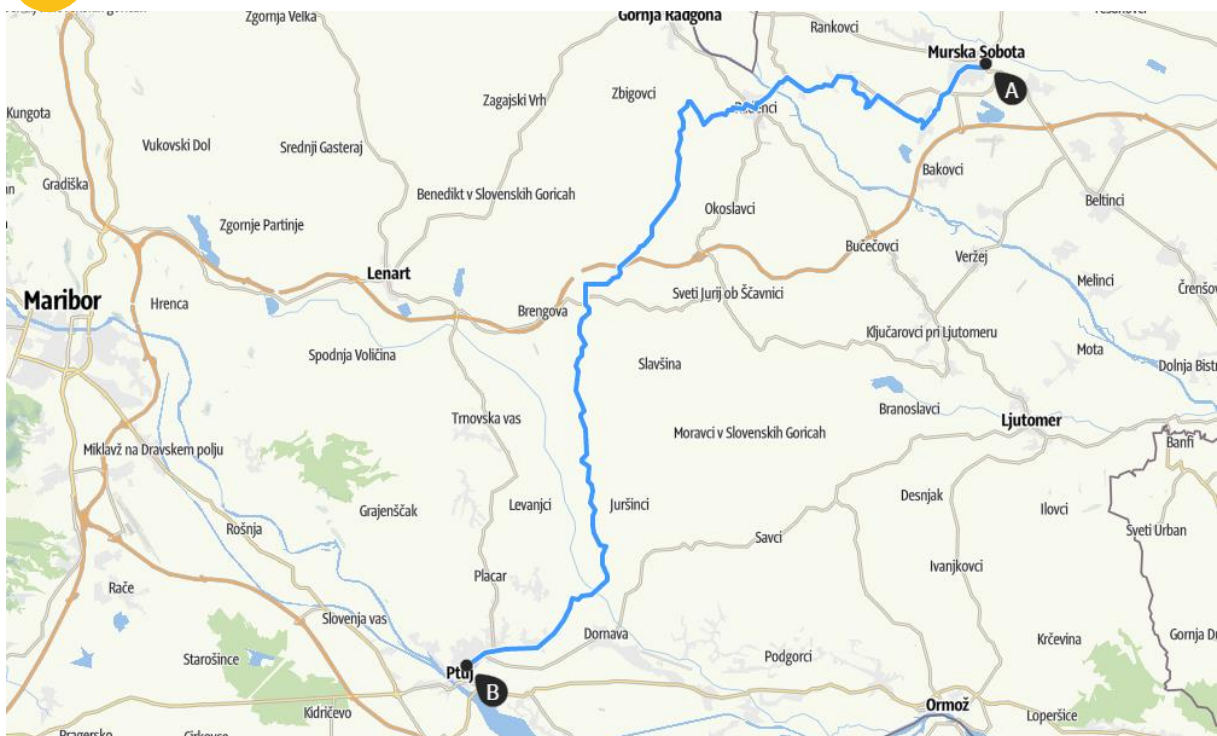 Zgornja Velka
Gornja Radgona
Rankovci
Murska Sobota
A
Zagajski Vrh
Zbigovci
Radenci
Kungota
Vukovski Dol
Srednji Gasteraj
Bakovci
Gradiška
Benedikt v Slovenskih Goricah
Beltinci
Okoslavci
Zgornje Partinje
Bučečovci
Veržej
Lenart
Melinci
Maribor
Hrenca
Sveti Jurij ob Ščavnici
Brengova
Ključarovci pri Ljutomeru
Spodnja Voličina
Mota
Slavšina
Dolnja Bist
Branoslavci
Trnovska vas
Ljutomer
Moravci v Slovenskih Goricah
Banfi
Miklavž na Dravskem polju
Desnjak
Levanjci
Juršinci
Grajenščak
Ilovci
Rošnja
Sveti Urban
Savci
Ivanjkovci
Placar
Rače
Slovenja vas
Dornava
Krčevina
Gornja D
Starošince
Podgorci
Ptuj
B
Ormož
Kidričevo
Lopersice